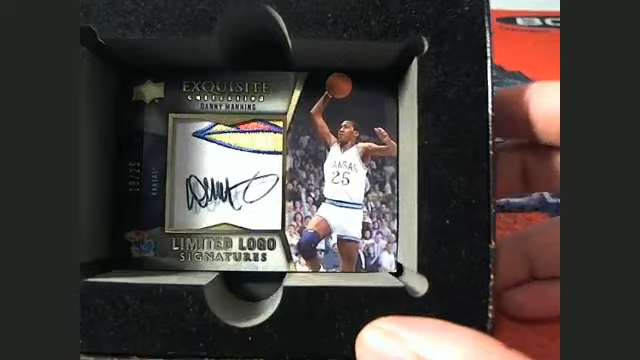 EXQUISITE
COLLECTION
DANNY MANNING
KANSAS
25
LIMITED LOGO
SIGNATURES